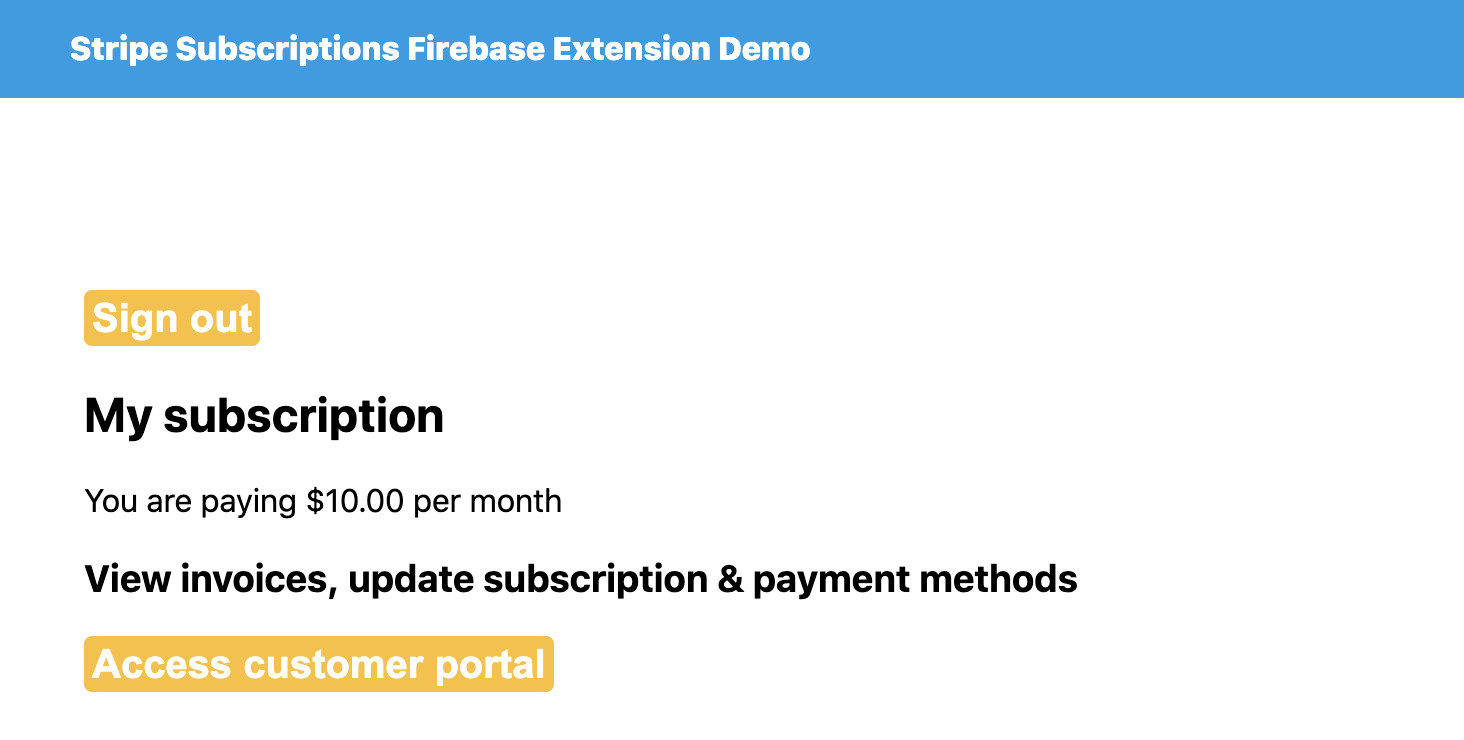 Stripe Subscriptions Firebase Extension Demo
Sign out
My subscription
You are paying $10.00 per month
View invoices, update subscription & payment methods
Access customer portal